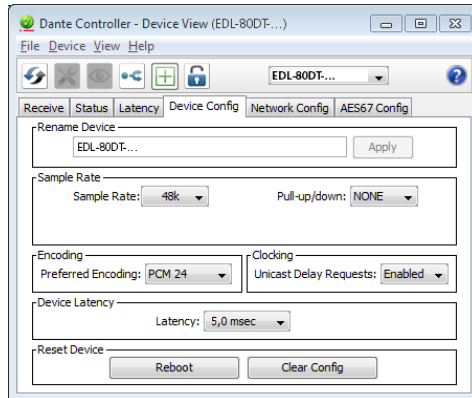 Dante Controller - Device View (EDL-80DT-...)
File Device View Help
EDL-80DT-...
?
Receive Status Latency Device Config Network Config AES67 Config
Rename Device
EDL-80DT-... Apply
Sample Rate
Sample Rate: 48k Pull-up/down: NONE
Encoding Clocking
Preferred Encoding: PCM 24 Unicast Delay Requests: Enabled
Device Latency
Latency: 5,0 msec
Reset Device
Reboot Clear Config